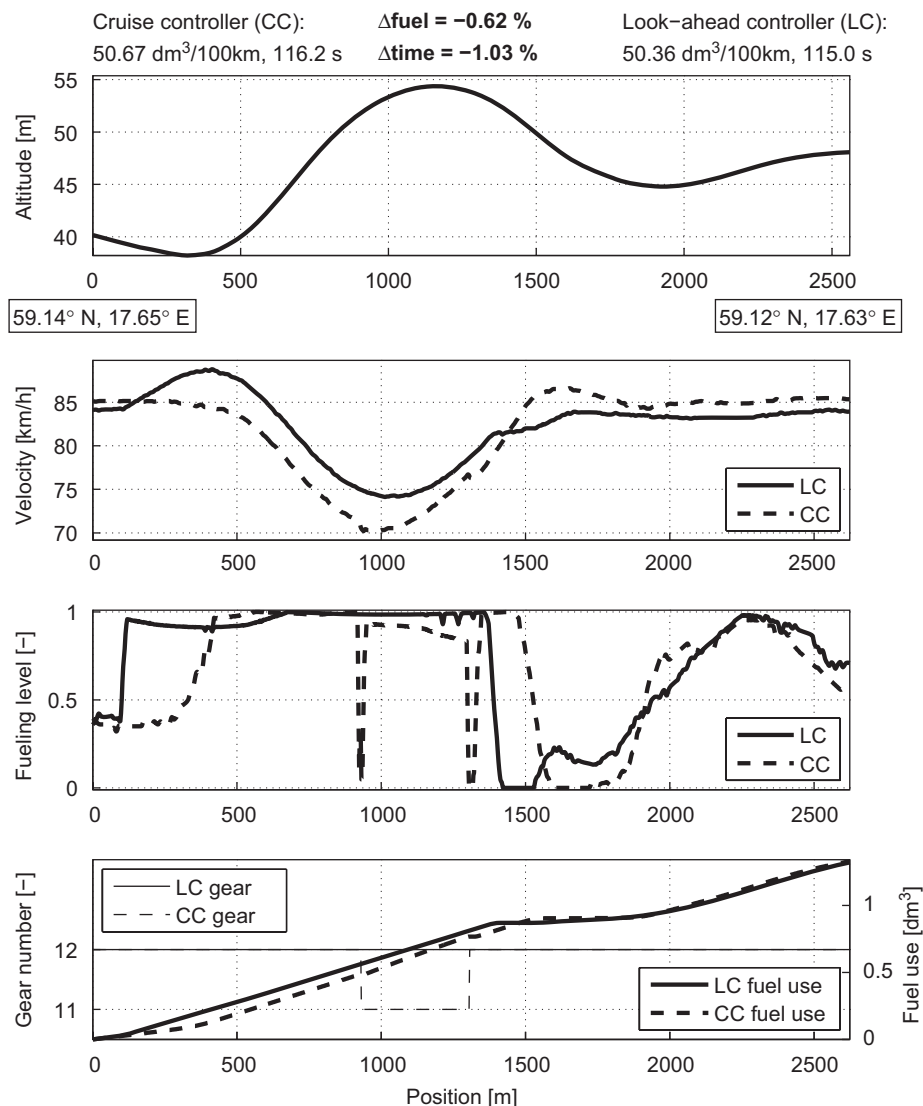 Cruise controller (CC):
50.67 dm³/100km, 116.2 s
Δfuel = −0.62 %
Δtime = −1.03 %
Look−ahead controller (LC):
50.36 dm³/100km, 115.0 s
Altitude [m]
55
50
45
40
0 500 1000 1500 2000 2500
59.14° N, 17.65° E
59.12° N, 17.63° E
Velocity [km/h]
85
80
75
70
LC
CC
0 500 1000 1500 2000 2500
Fueling level [−]
1
0.5
0
LC
CC
0 500 1000 1500 2000 2500
Gear number [−]
12
11
LC gear
CC gear
LC fuel use
CC fuel use
1
0.5
0
Fuel use [dm³]
0 500 1000 1500 2000 2500
Position [m]